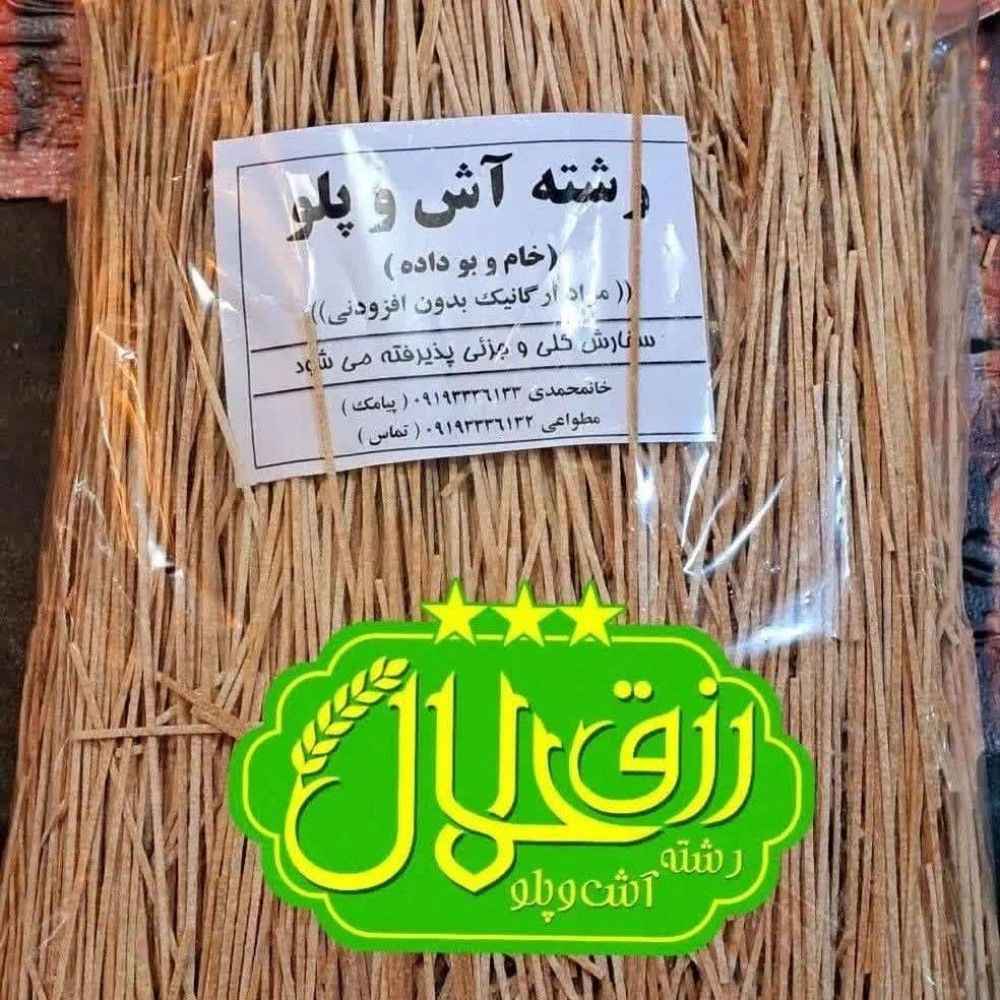 رشته آش و پلو
(خام و بو داده)
((مواد ارگانیک بدون افزودنی))
سفارش کلی و جزئی پذیرفته می شود
خانمحمدی ۰۹۱۹۳۳۳۶۱۳۳ (پیامک)
مطواعی ۰۹۱۹۳۳۳۶۱۳۲ (تماس)
رزق حلال
رشته
آش و پلو